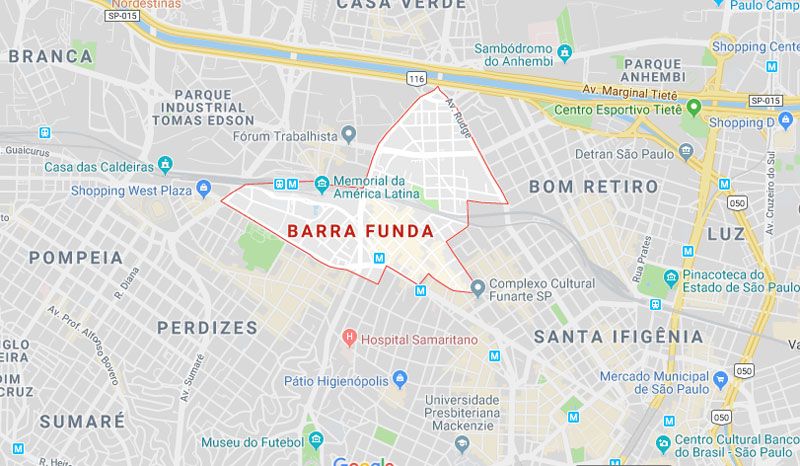 CASA VERDE
Nordestinas
Paulo Camp
SP-015
Shopping Cente
Sambódromo
do Anhembi
BRANCA
PARQUE
ANHEMBI
116
Av. Marginal Tietê
SP-015
PARQUE
INDUSTRIAL
TOMAS EDSON
Av. Rudge
Centro Esportivo Tietê
Shopping D
Fórum Trabalhista
Guaicurus
Detran São Paulo
Casa das Caldeiras
M
Memorial da
América Latina
Shopping West Plaza
BOM RETIRO
050
Av. Cruzeiro do Sul
BARRA FUNDA
LUZ
POMPEIA
M
Rua Prates
R. Diana
M
Complexo Cultural
Funarte SP
Pinacoteca do
Estado de São Paulo
Av. Prof. Alfonso Bovero
PERDIZES
Hospital Samaritano
SANTA IFIGÊNIA
M
Av. Sumaré
Pátio Higienópolis
050
Mercado Municipal
de São Paulo
SUMARÉ
Universidade
Presbiteriana
Mackenzie
M
050
Museu do Futebol
Centro Cultural Banco
do Brasil - São Paulo
Google